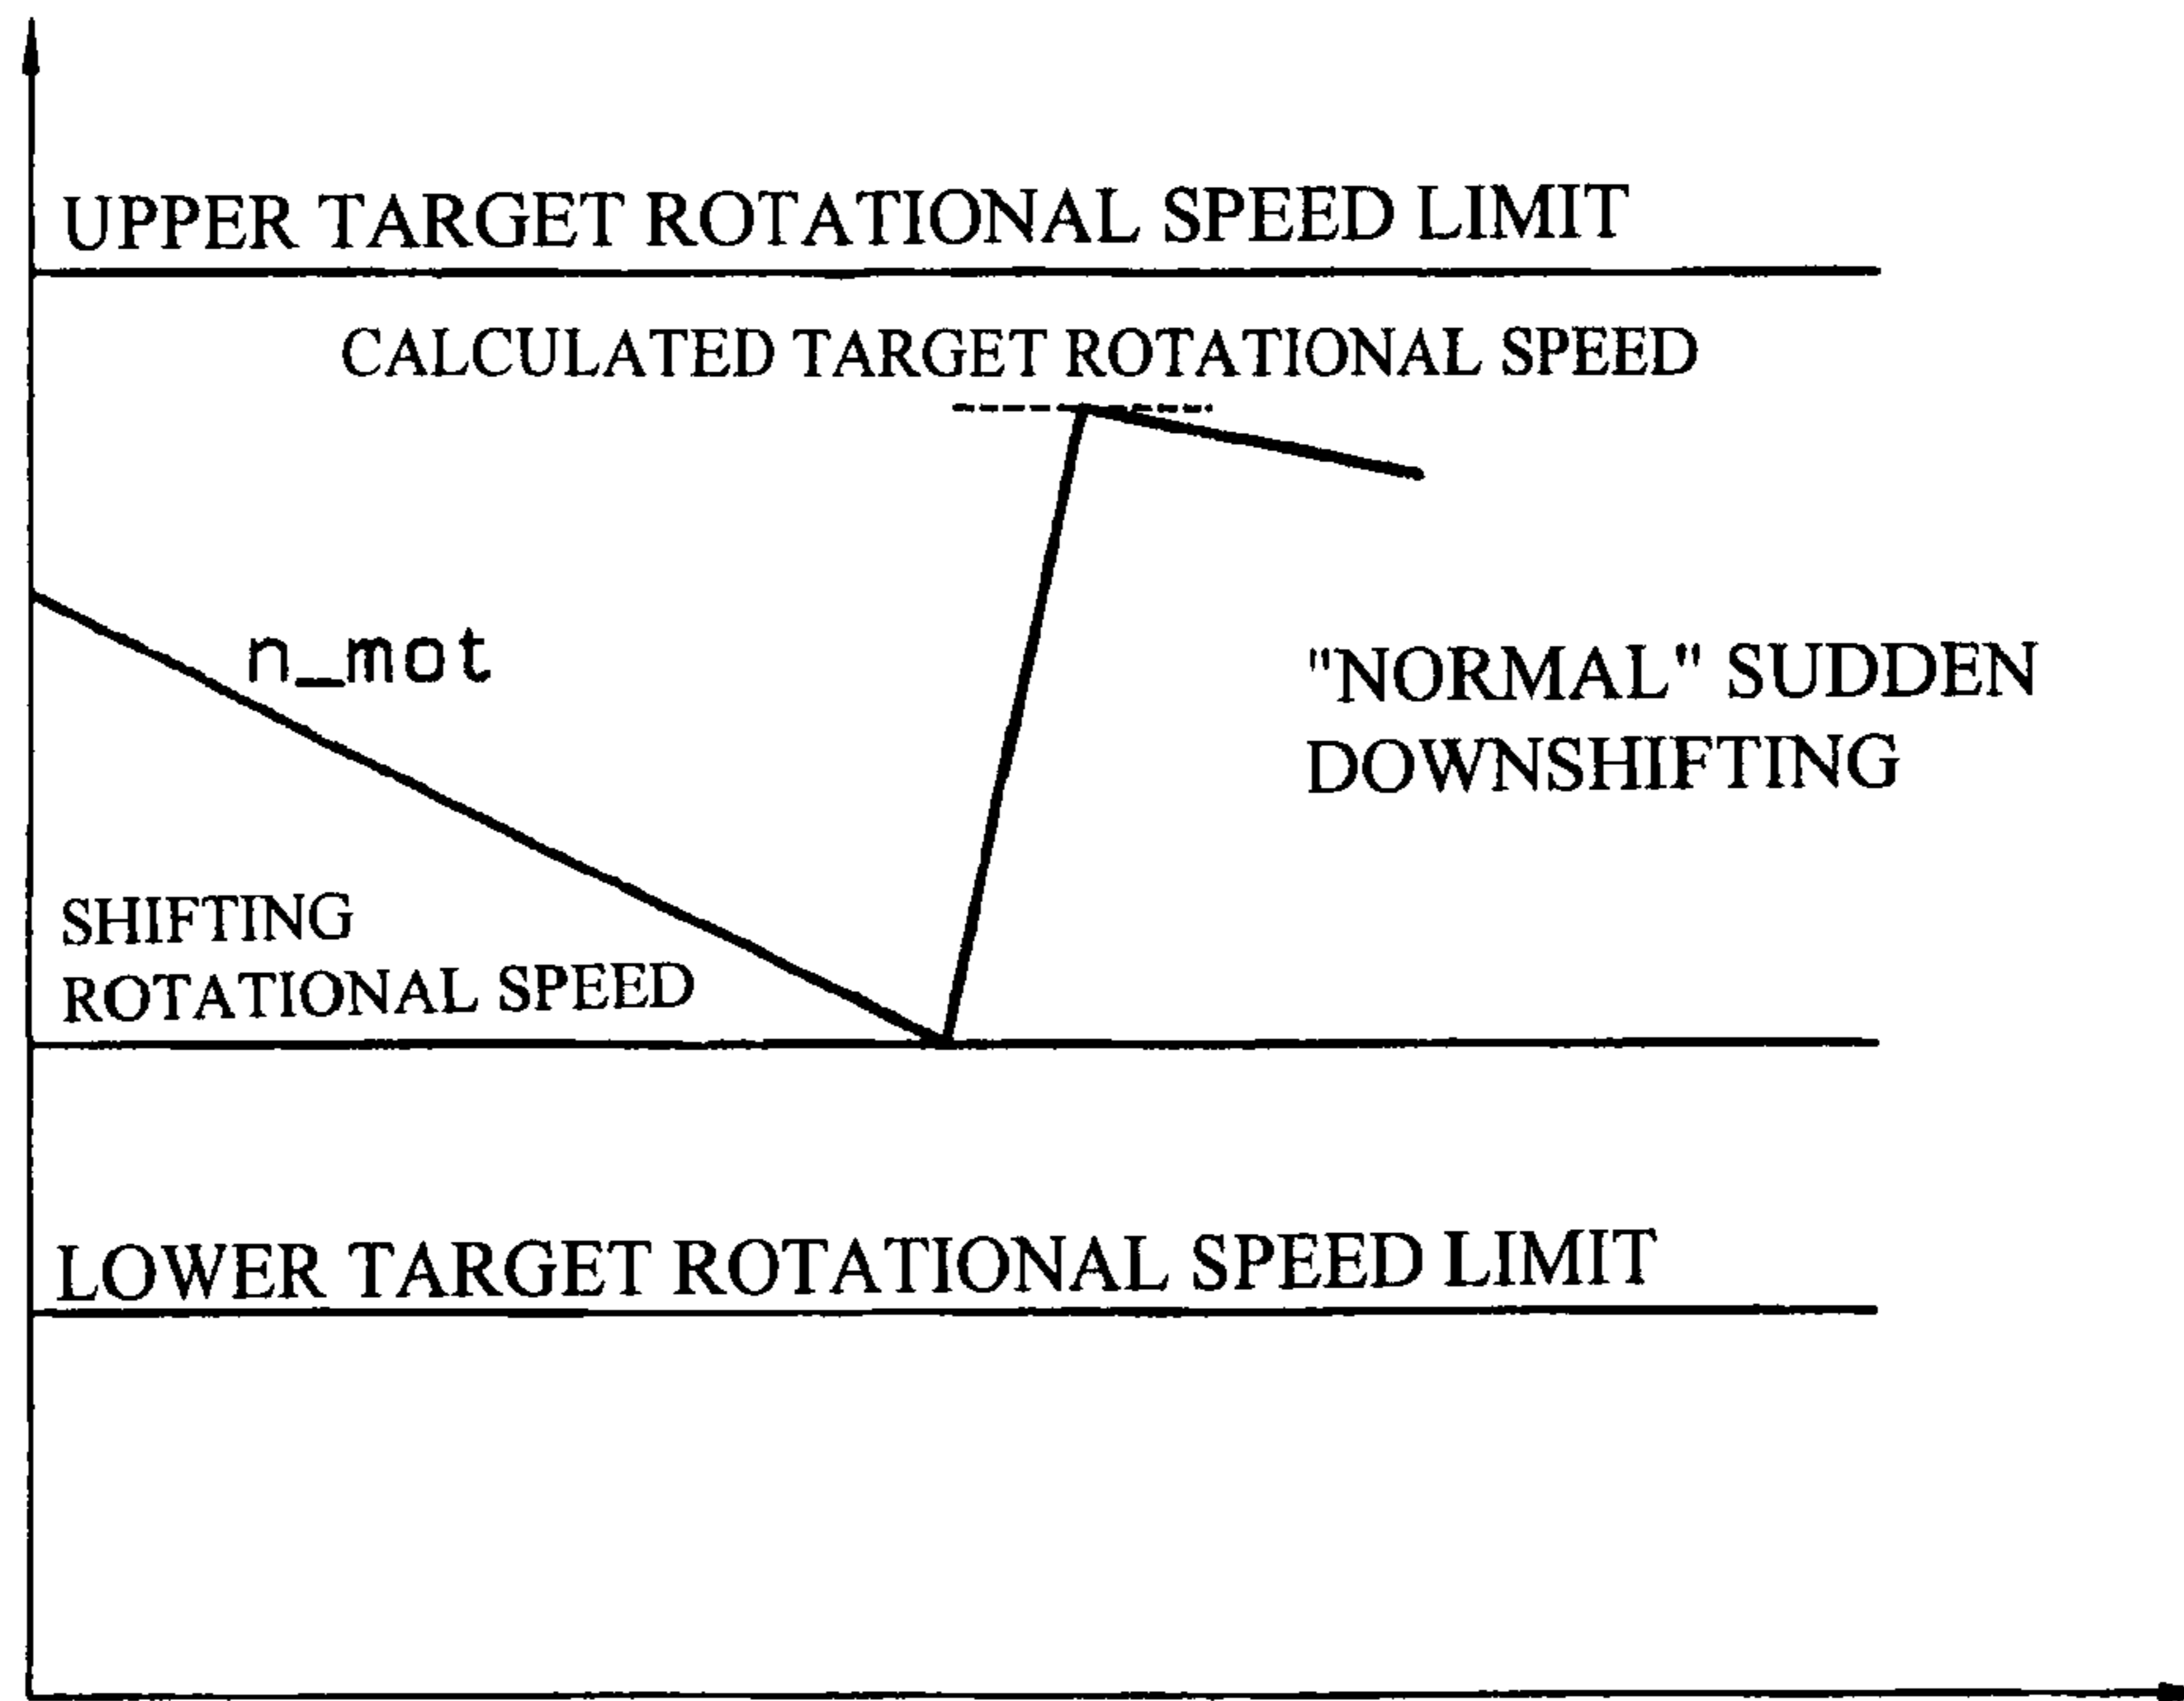 UPPER TARGET ROTATIONAL SPEED LIMIT
CALCULATED TARGET ROTATIONAL SPEED
n_mot
"NORMAL" SUDDEN
DOWNSHIFTING
SHIFTING
ROTATIONAL SPEED
LOWER TARGET ROTATIONAL SPEED LIMIT